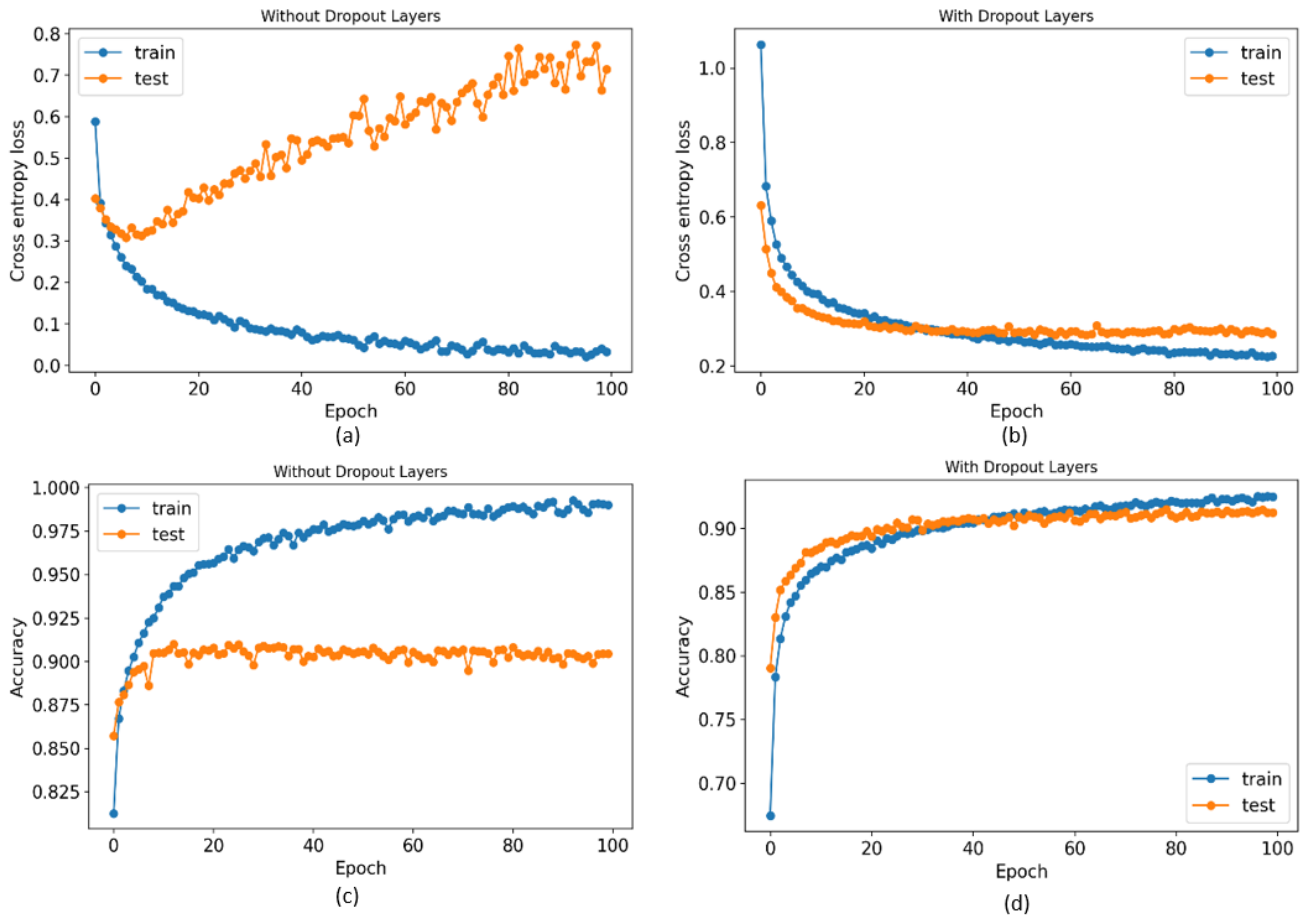 Without Dropout Layers
0.8
0.7
0.6
0.5
0.4
0.3
0.2
0.1
0.0
Cross entropy loss
train
test
0 20 40 60 80 100
Epoch
(a)
With Dropout Layers
1.0
0.8
0.6
0.4
0.2
Cross entropy loss
train
test
0 20 40 60 80 100
Epoch
(b)
Without Dropout Layers
1.000
0.975
0.950
0.925
0.900
0.875
0.850
0.825
Accuracy
train
test
0 20 40 60 80 100
Epoch
(c)
With Dropout Layers
0.90
0.85
0.80
0.75
0.70
Accuracy
train
test
0 20 40 60 80 100
Epoch
(d)